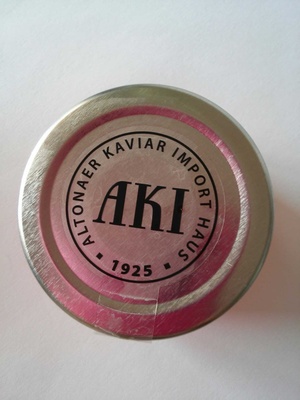 ALTONAER KAVIAR IMPORT HAUS
AKI
▪ 1925 ▪